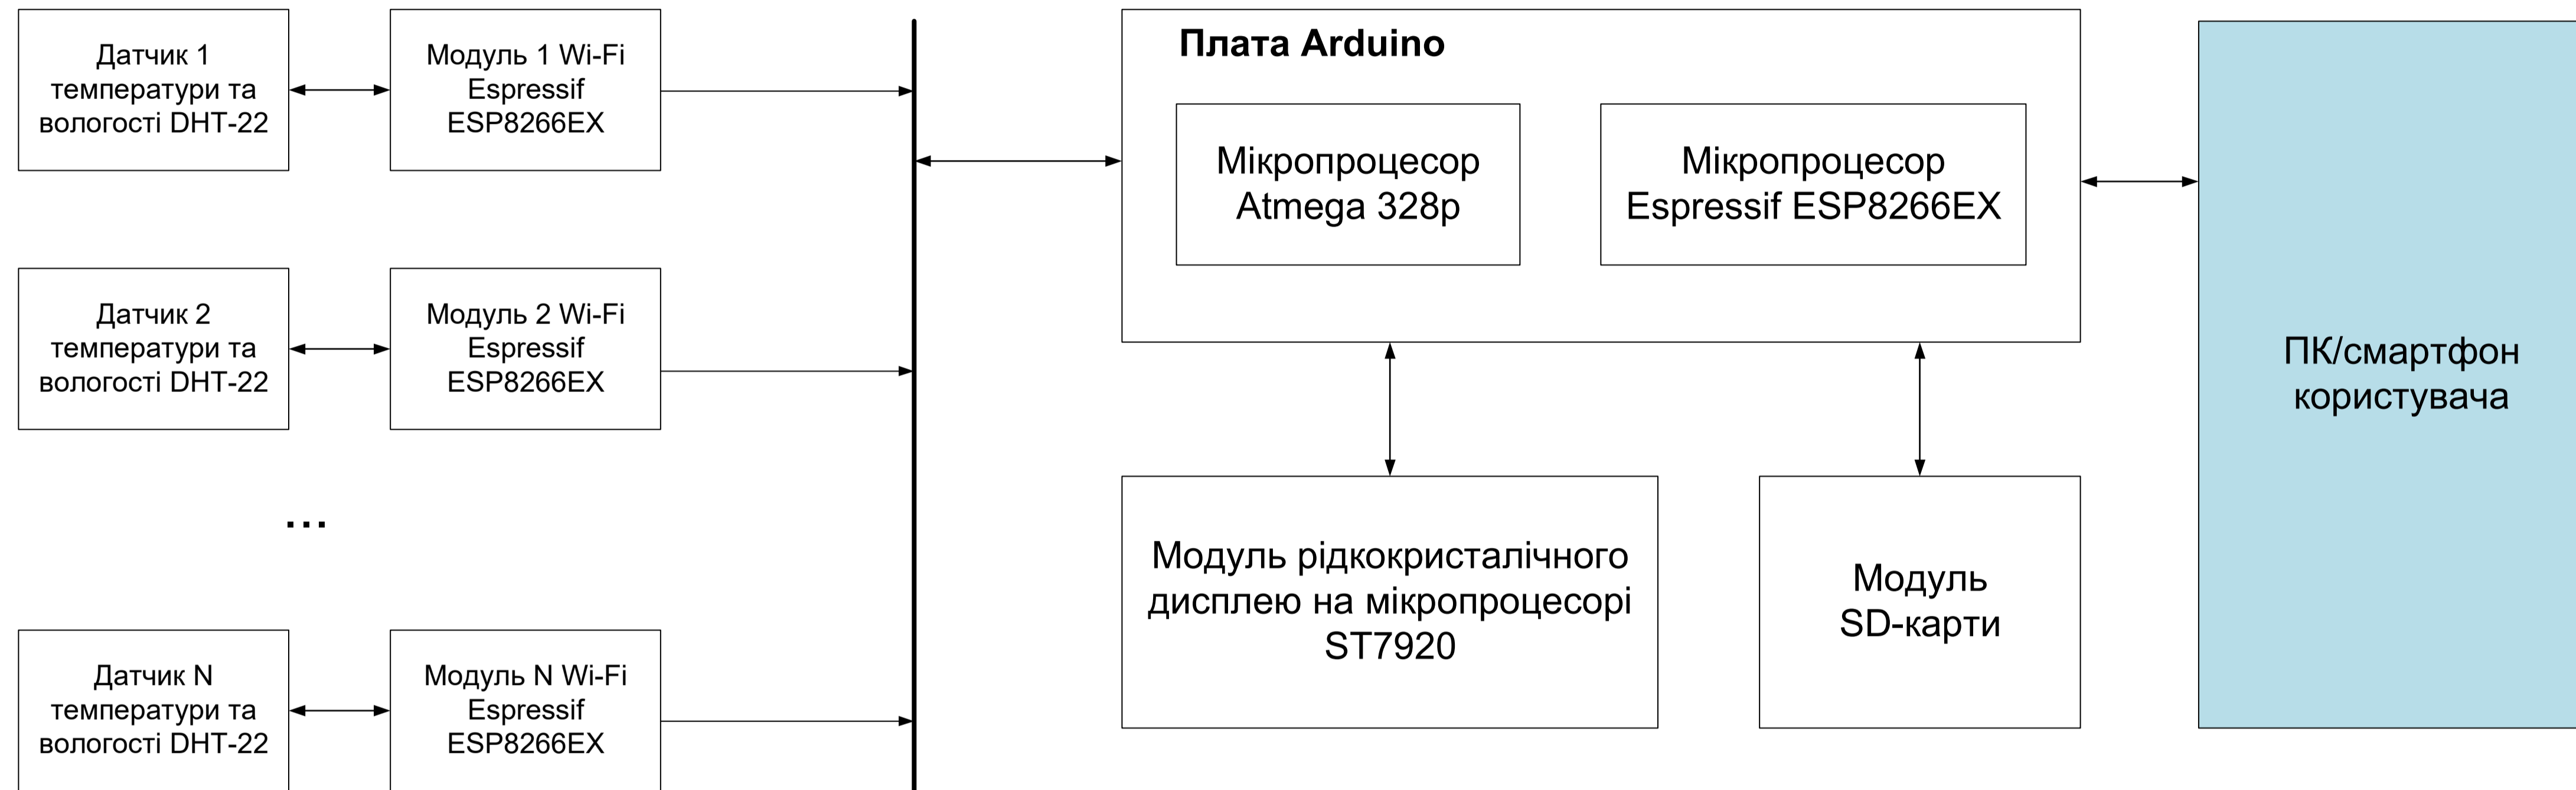 Датчик 1
температури та
вологості DHT-22
Модуль 1 Wi-Fi
Espressif
ESP8266EX
Плата Arduino
Мікропроцесор
Atmega 328p
Мікропроцесор
Espressif ESP8266EX
Датчик 2
температури та
вологості DHT-22
Модуль 2 Wi-Fi
Espressif
ESP8266EX
ПК/смартфон
користувача
...
Модуль рідкокристалічного
дисплею на мікропроцесорі
ST7920
Модуль
SD-карти
Датчик N
температури та
вологості DHT-22
Модуль N Wi-Fi
Espressif
ESP8266EX